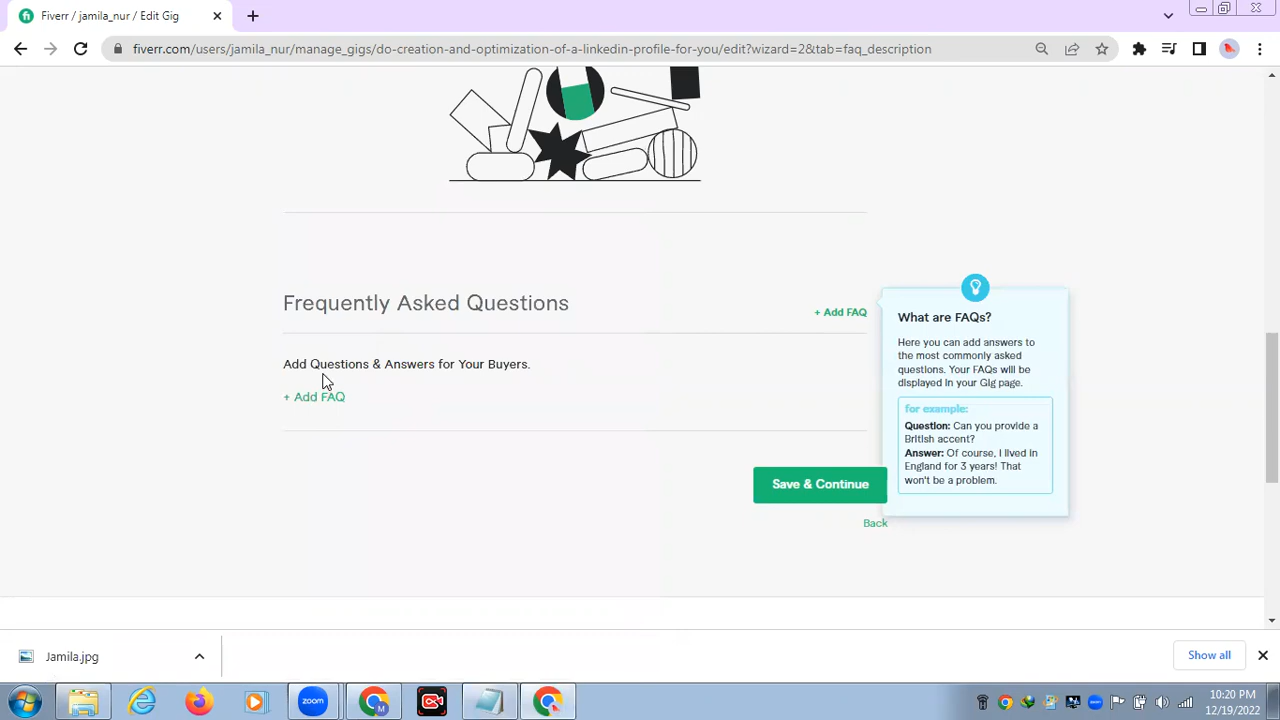 Fiverr / jamila_nur / Edit Gig
fiverr.com/users/jamila_nur/manage_gigs/do-creation-and-optimization-of-a-linkedin-profile-for-you/edit?wizard=2&tab=faq_description
Frequently Asked Questions
+ Add FAQ
Add Questions & Answers for Your Buyers.
+ Add FAQ
What are FAQs?
Here you can add answers to
the most commonly asked
questions. Your FAQs will be
displayed in your Gig page.
for example:
Question: Can you provide a
British accent?
Answer: Of course, I lived in
England for 3 years! That
won't be a problem.
Save & Continue
Back
Jamila.jpg
Show all
zoom
M
10:20 PM
12/19/2022